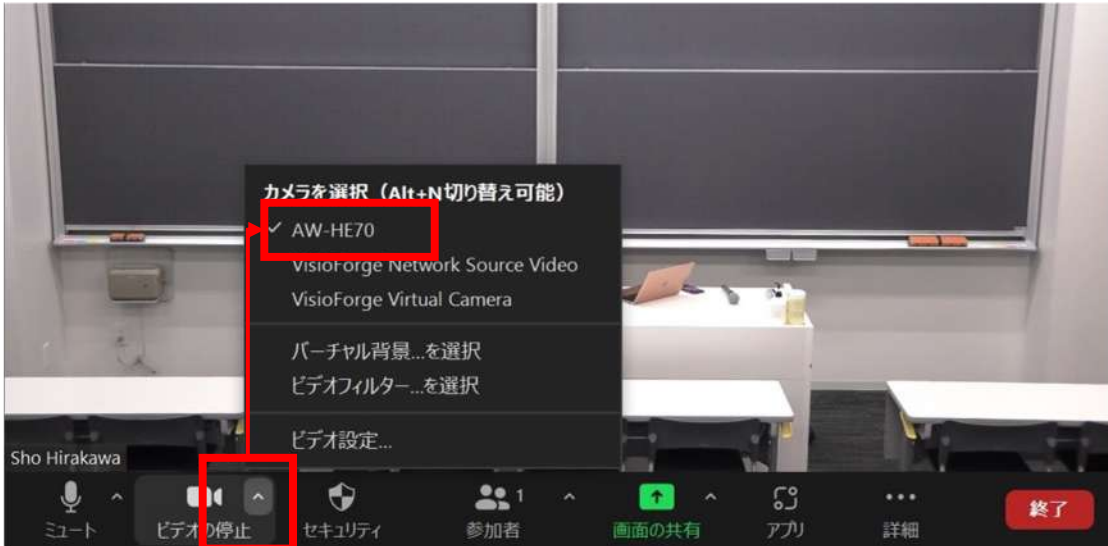 カメラを選択（Alt+N切り替え可能）
AW-HE70
VisioForge Network Source Video
VisioForge Virtual Camera
バーチャル背景...を選択
ビデオフィルター...を選択
ビデオ設定...
Sho Hirakawa
ミュート
ビデオの停止
セキュリティ
1
参加者
画面の共有
アプリ
詳細
終了